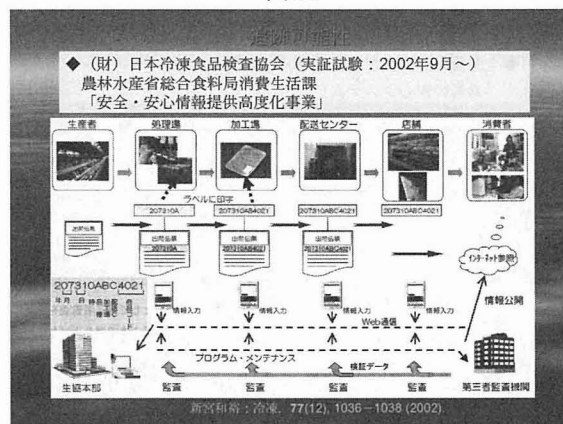 追跡可能性
◆ (財)日本冷凍食品検査協会(実証試験:2002年9月~)
農林水産省総合食料局消費生活課
「安全・安心情報提供高度化事業」
生産者 処理場 加工場 配送センター 店舗 消費者
ラベルに印字
207310A 207310AB4021 207310ABC4021 207310ABC4021
出荷伝票 出荷伝票 出荷伝票 出荷伝票
207310A 207310AB4021 207310ABC4021
インターネット参照
207310ABC4021
年月 日
情報入力 情報入力 情報入力 情報入力 情報公開
Web通信
プログラム・メンテナンス 検証データ
生協本部 監査 監査 監査 監査 第三者監査機関
新宮和裕:冷凍, 77(12), 1036-1038 (2002)